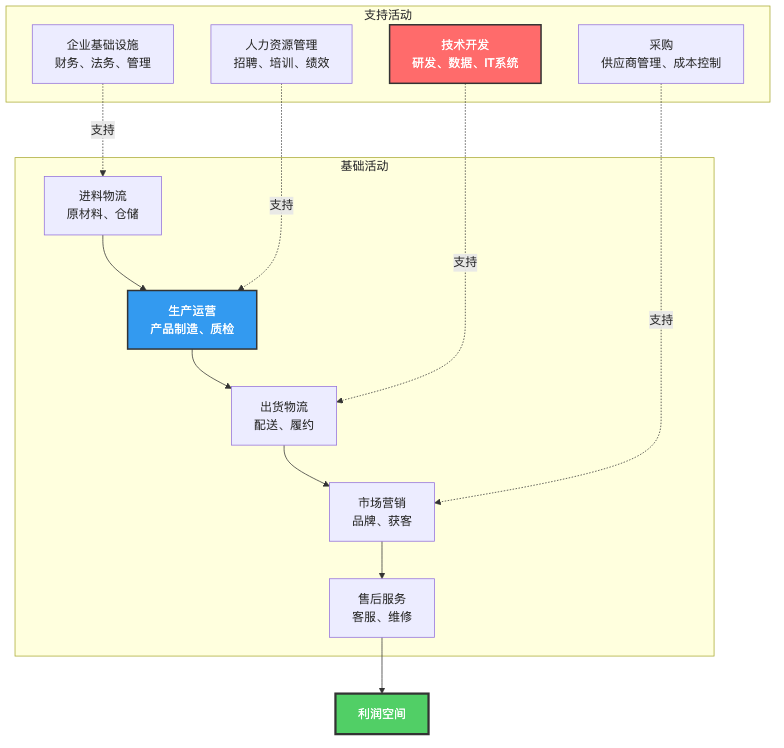 支持活动
企业基础设施
财务、法务、管理
人力资源管理
招聘、培训、绩效
技术开发
研发、数据、IT系统
采购
供应商管理、成本控制
支持
支持
支持
支持
基础活动
进料物流
原材料、仓储
生产运营
产品制造、质检
出货物流
配送、履约
市场营销
品牌、获客
售后服务
客服、维修
利润空间